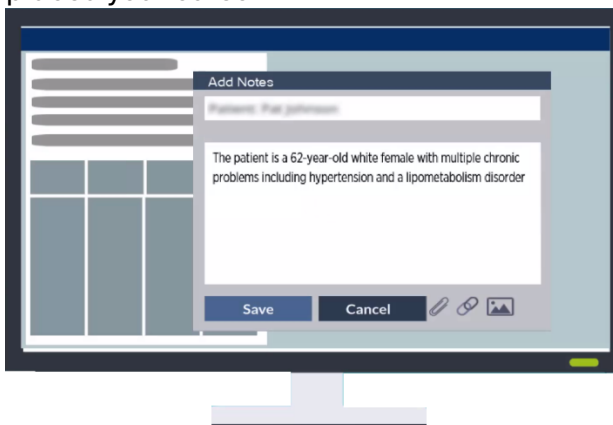 Add Notes
The patient is a 62-year-old white female with multiple chronic
problems including hypertension and a lipometabolism disorder
Save
Cancel